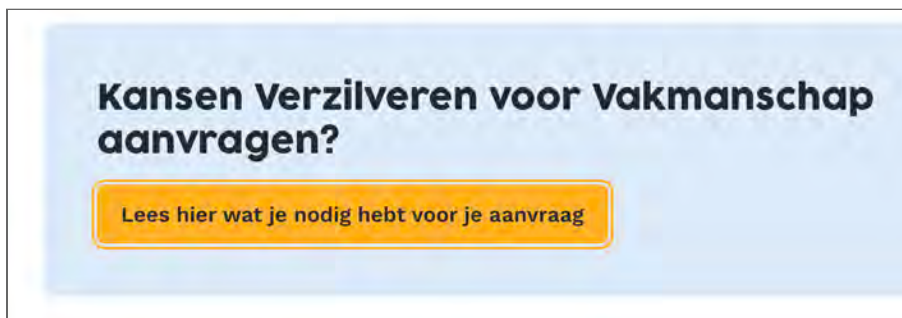 Kansen Verzilveren voor Vakmanschap
aanvragen?
Lees hier wat je nodig hebt voor je aanvraag